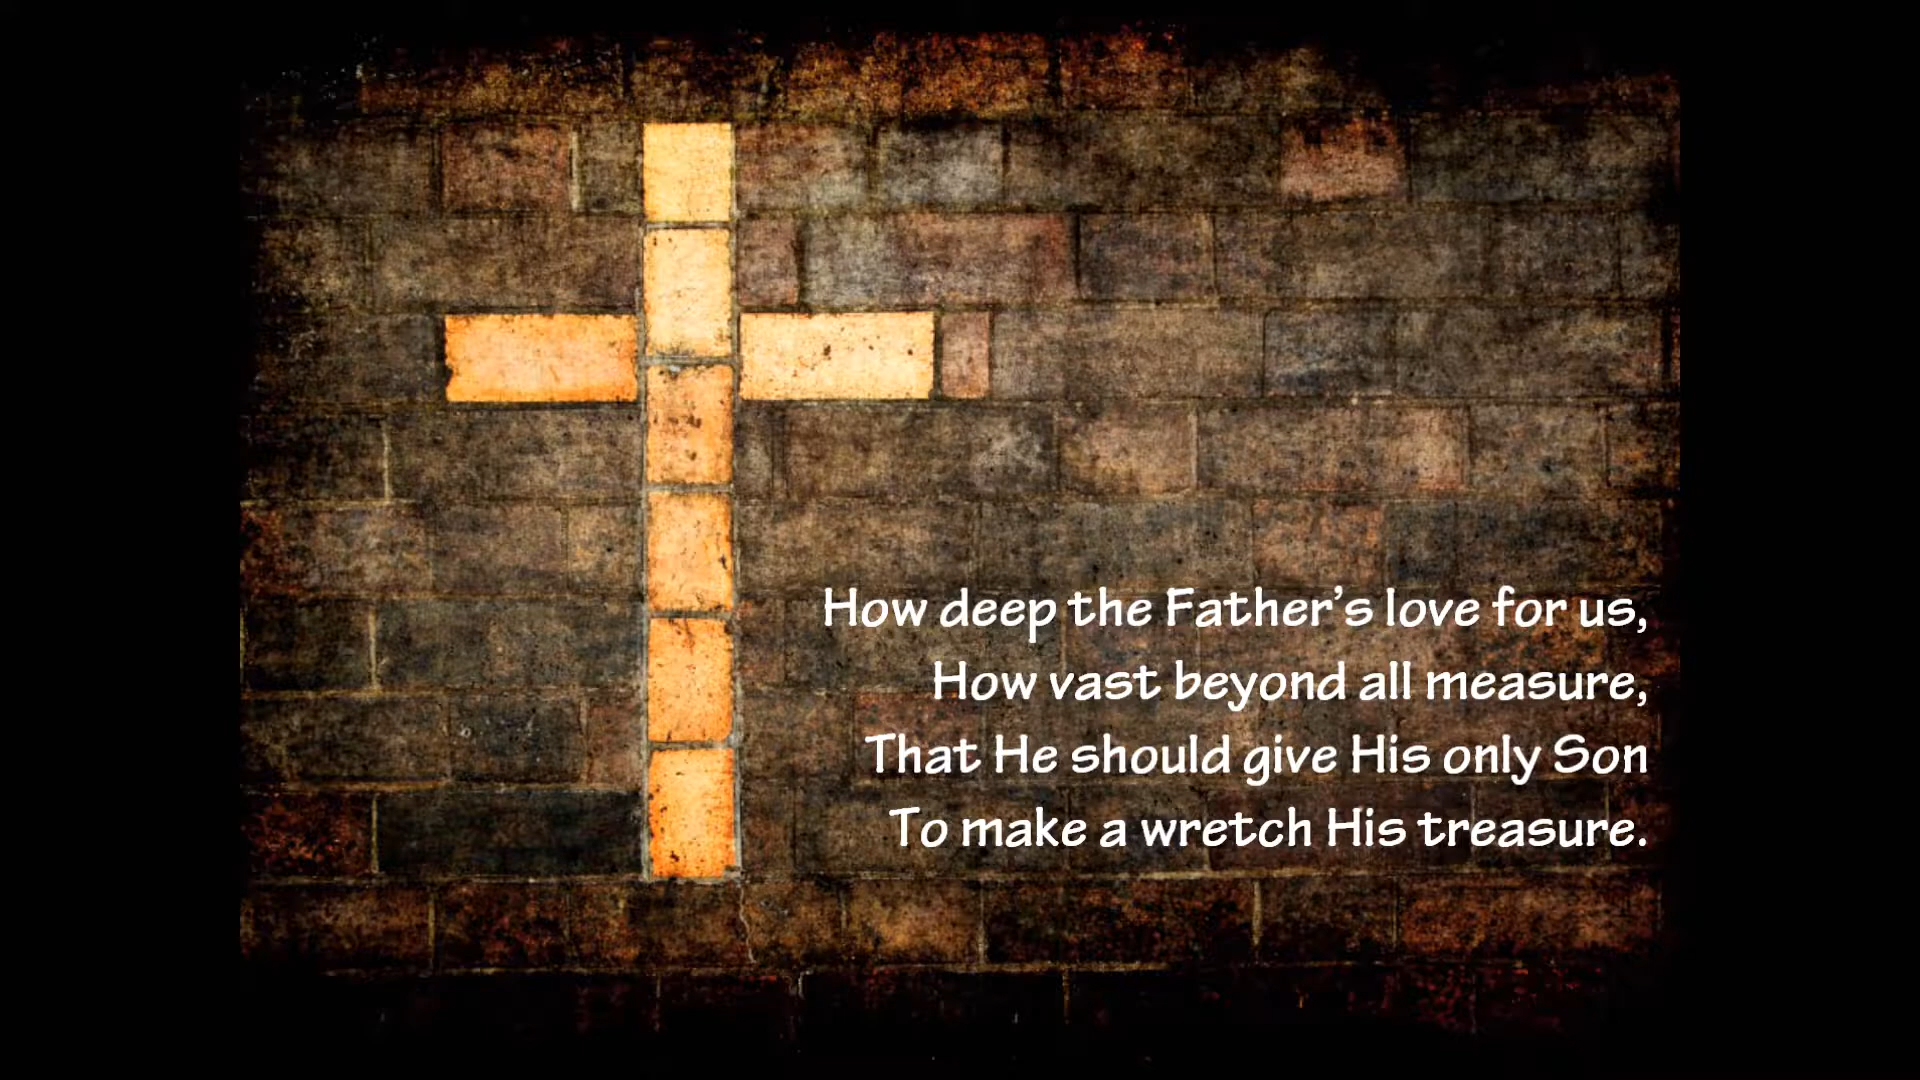 How deep the Father’s love for us,
How vast beyond all measure,
That He should give His only Son
To make a wretch His treasure.